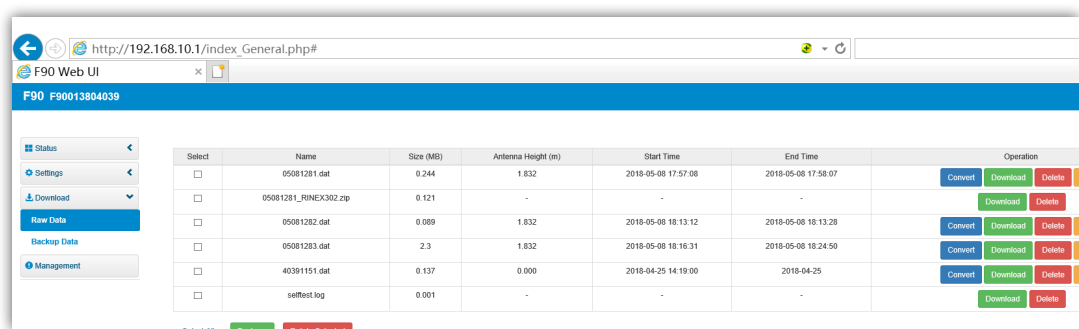 http://192.168.10.1/index_General.php#
F90 Web UI
F90 F90013804039
Status
Settings
Download
Raw Data
Backup Data
Management
Select Name Size (MB) Antenna Height (m) Start Time End Time Operation
05081281.dat 0.244 1.832 2018-05-08 17:57:08 2018-05-08 17:58:07 Convert Download Delete
05081281_RINEX302.zip 0.121 - - - Download Delete
05081282.dat 0.089 1.832 2018-05-08 18:13:12 2018-05-08 18:13:28 Convert Download Delete
05081283.dat 2.3 1.832 2018-05-08 18:16:31 2018-05-08 18:24:50 Convert Download Delete
40391151.dat 0.137 0.000 2018-04-25 14:19:00 2018-04-25 Convert Download Delete
selftest.log 0.001 - - - Download Delete